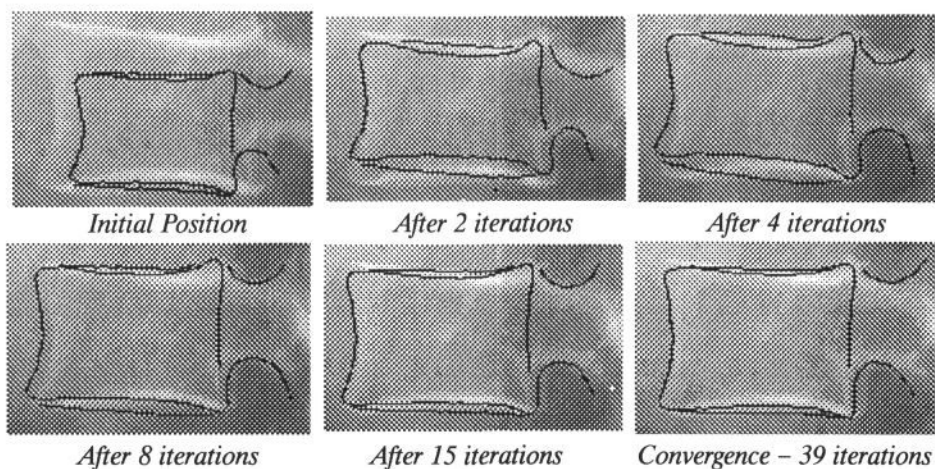 Initial Position
After 2 iterations
After 4 iterations
After 8 iterations
After 15 iterations
Convergence – 39 iterations